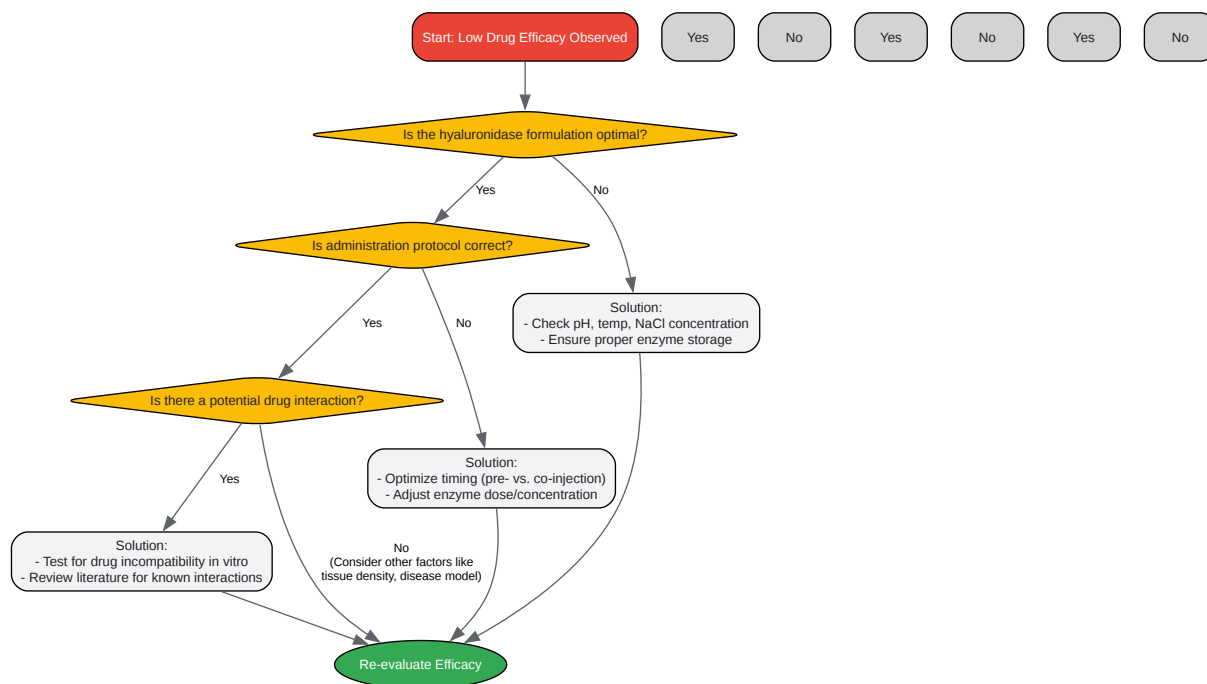 Start: Low Drug Efficacy Observed
Yes
No
Yes
No
Yes
No
Is the hyaluronidase formulation optimal?
Yes
No
Is administration protocol correct?
Solution:
- Check pH, temp, NaCl concentration
- Ensure proper enzyme storage
Yes
No
Is there a potential drug interaction?
Solution:
- Optimize timing (pre- vs. co-injection)
- Adjust enzyme dose/concentration
Yes
Solution:
- Test for drug incompatibility in vitro
- Review literature for known interactions
No
(Consider other factors like
tissue density, disease model)
Re-evaluate Efficacy